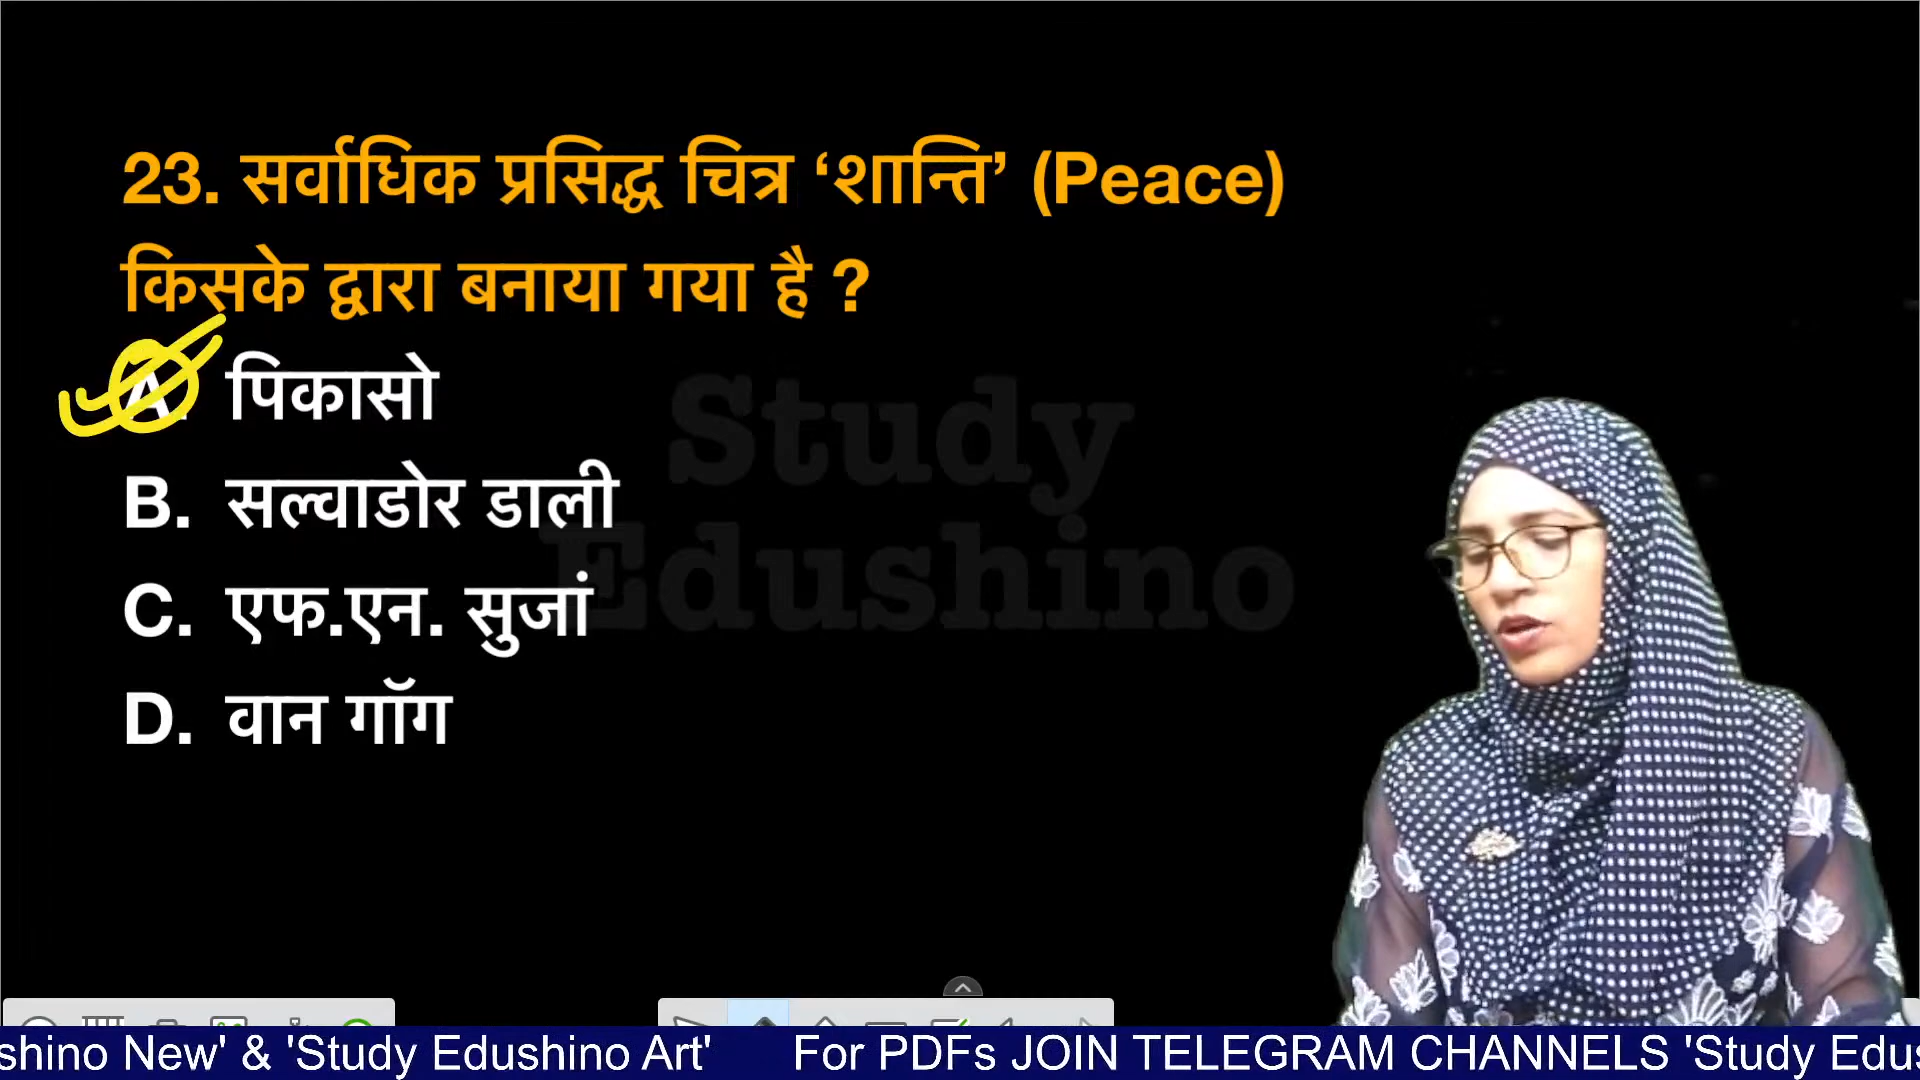 23. सर्वाधिक प्रसिद्ध चित्र ‘शान्ति’ (Peace)
किसके द्वारा बनाया गया है ?
A. पिकासो
B. सल्वाडोर डाली
C. एफ.एन. सुजां
D. वान गॉग
Study
Edushino
shino New' & 'Study Edushino Art' For PDFs JOIN TELEGRAM CHANNELS 'Study Edus